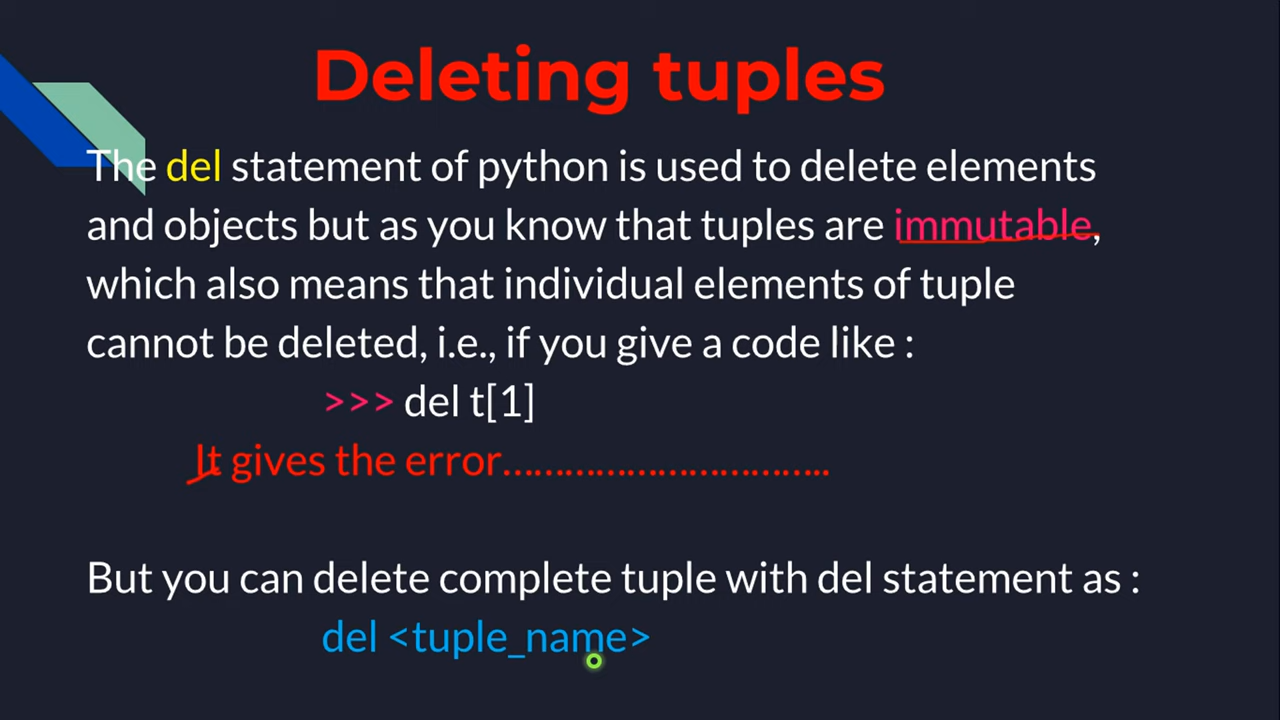 Deleting tuples
The del statement of python is used to delete elements
and objects but as you know that tuples are immutable,
which also means that individual elements of tuple
cannot be deleted, i.e., if you give a code like :
>>> del t[1]
It gives the error…………………………..
But you can delete complete tuple with del statement as :
del <tuple_name>